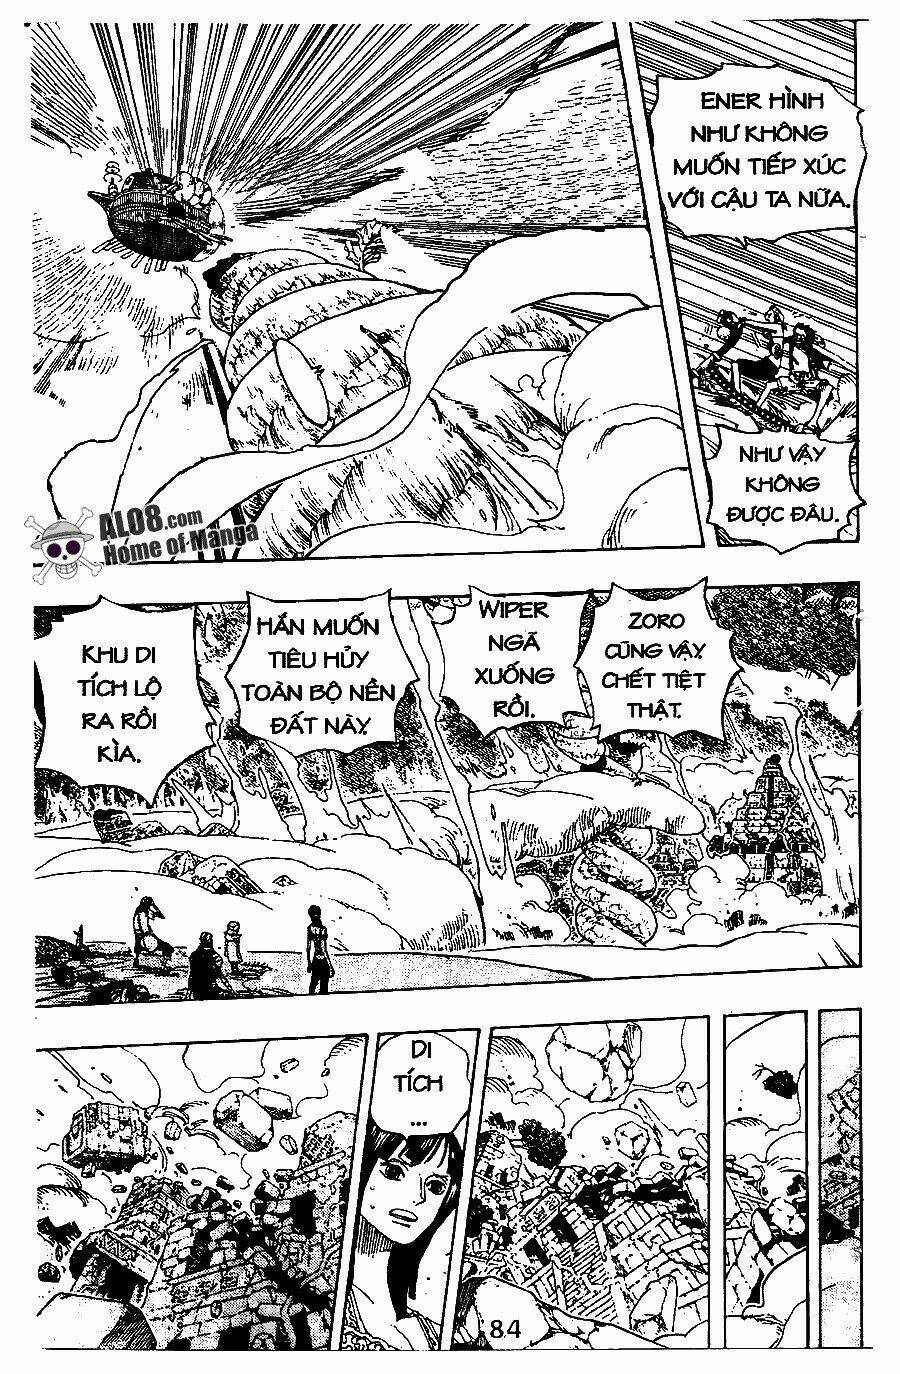 ENER HÌNH
NHƯ KHÔNG
MUỐN TIẾP XÚC
VỚI CẬU TA NỮA.
NHƯ VẬY
KHÔNG
ĐƯỢC ĐÂU.
ALO8.com
Home of Manga
KHU DI
TÍCH LỘ
RA RỒI
KÌA.
HẮN MUỐN
TIÊU HỦY
TOÀN BỘ NỀN
ĐẤT NÀY.
WIPER
NGÃ
XUỐNG
RỒI.
ZORO
CŨNG VẬY.
CHẾT TIỆT
THẬT.
DI
TÍCH
...
84